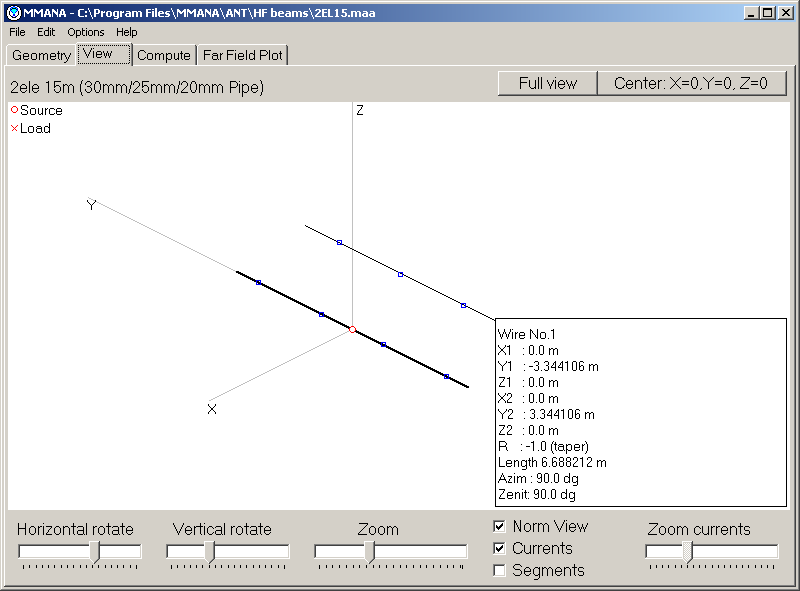 MMANA - C:\Program Files\MMANA\ANT\HF beams\2EL15.maa
File Edit Options Help
Geometry View Compute Far Field Plot
2ele 15m (30mm/25mm/20mm Pipe) Full view Center: X=0,Y=0, Z=0
Source
Load
Z
Y
X
Wire No.1
X1 : 0.0 m
Y1 : -3.344106 m
Z1 : 0.0 m
X2 : 0.0 m
Y2 : 3.344106 m
Z2 : 0.0 m
R : -1.0 (taper)
Length 6.688212 m
Azim : 90.0 dg
Zenit: 90.0 dg
Horizontal rotate Vertical rotate Zoom Norm View Zoom currents
Currents
Segments